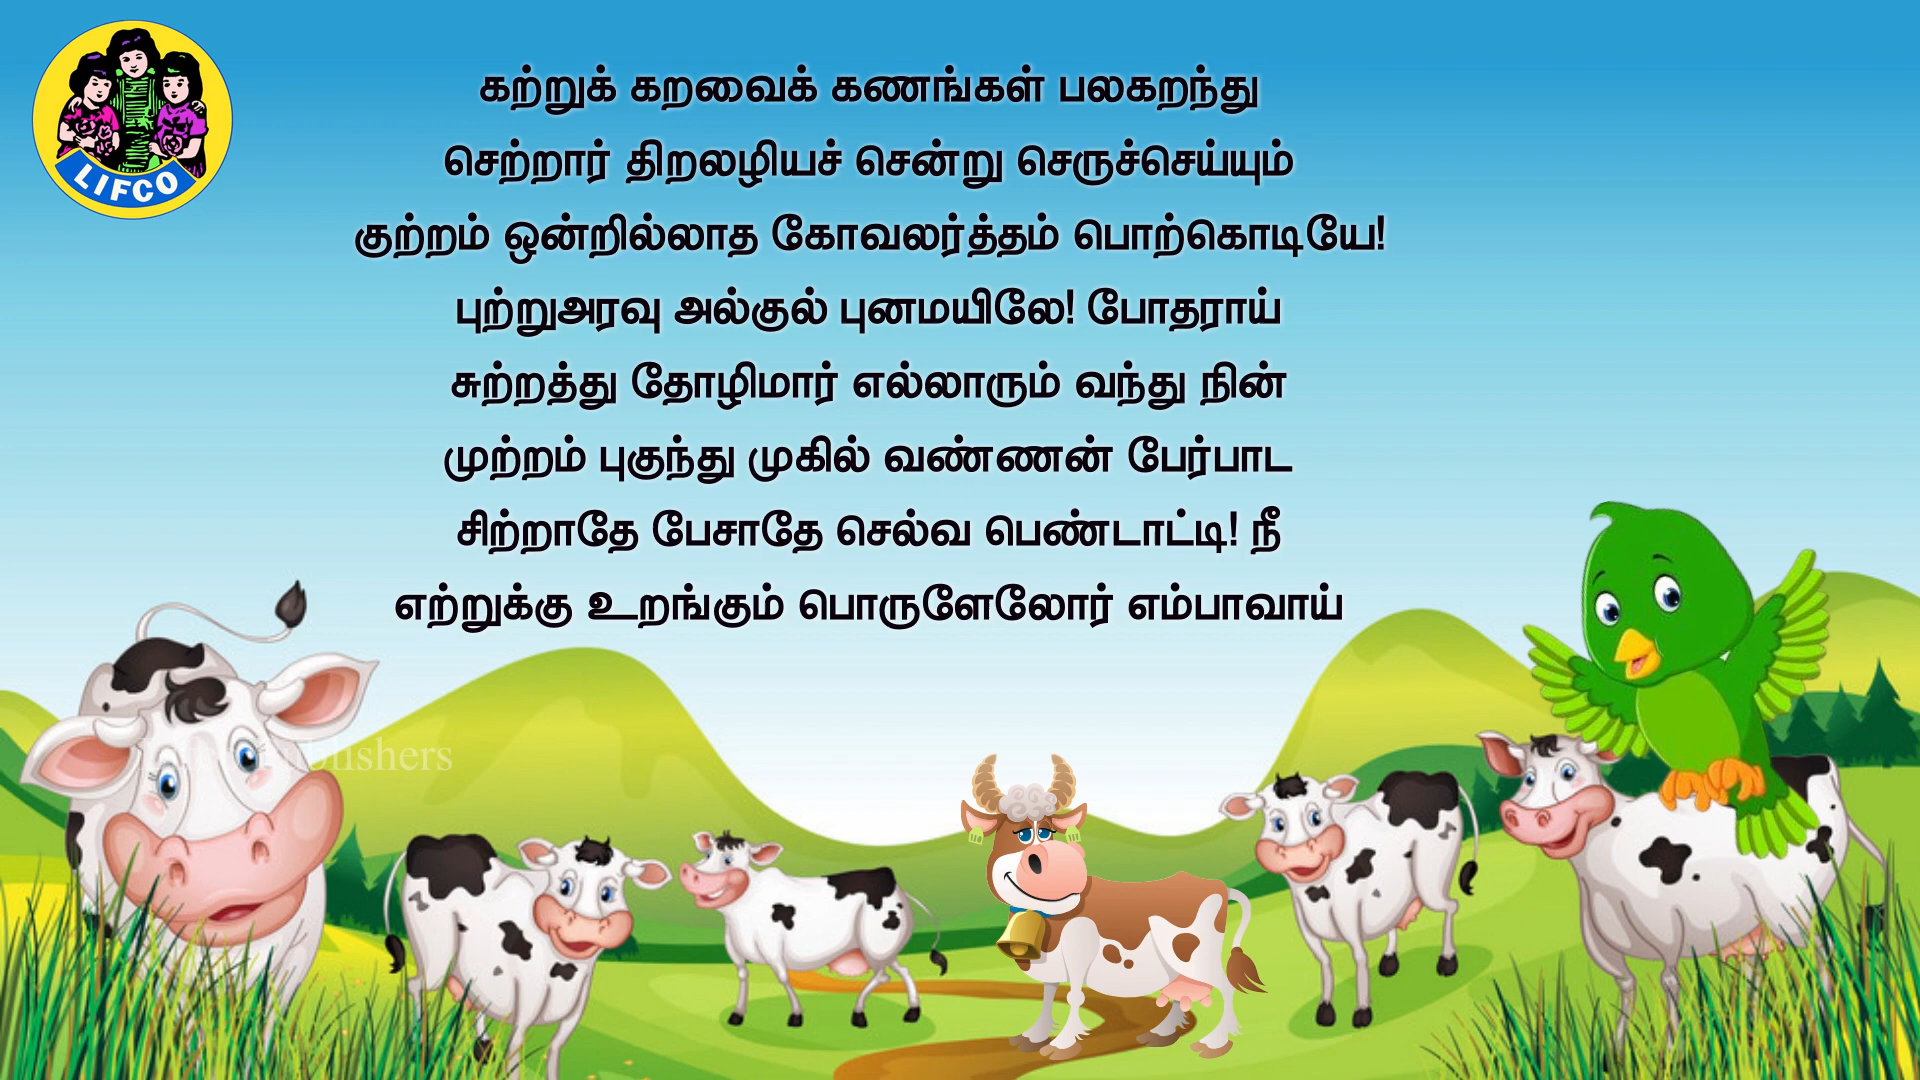 LIFCO
கற்றுக் கறவைக் கணங்கள் பலகறந்து
செற்றார் திறலழியச் சென்று செருச்செய்யும்
குற்றம் ஒன்றில்லாத கோவலர்த்தம் பொற்கொடியே!
புற்றுஅரவு அல்குல் புனமயிலே! போதராய்
சுற்றத்து தோழிமார் எல்லாரும் வந்து நின்
முற்றம் புகுந்து முகில் வண்ணன் பேர்பாட
சிற்றாதே பேசாதே செல்வ பெண்டாட்டி! நீ
எற்றுக்கு உறங்கும் பொருளேலோர் எம்பாவாய்